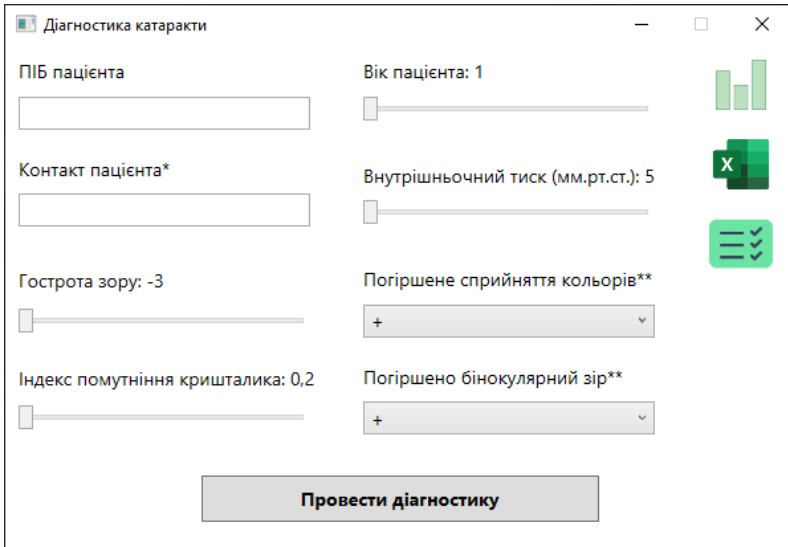 Діагностика катаракти
ПІБ пацієнта
Вік пацієнта: 1
Контакт пацієнта*
Внутрішньочний тиск (мм.рт.ст.): 5
X
Гострота зору: -3
Погіршене сприйняття кольорів**
+
Індекс помутніння кришталика: 0,2
Погіршено бінокулярний зір**
+
Провести діагностику